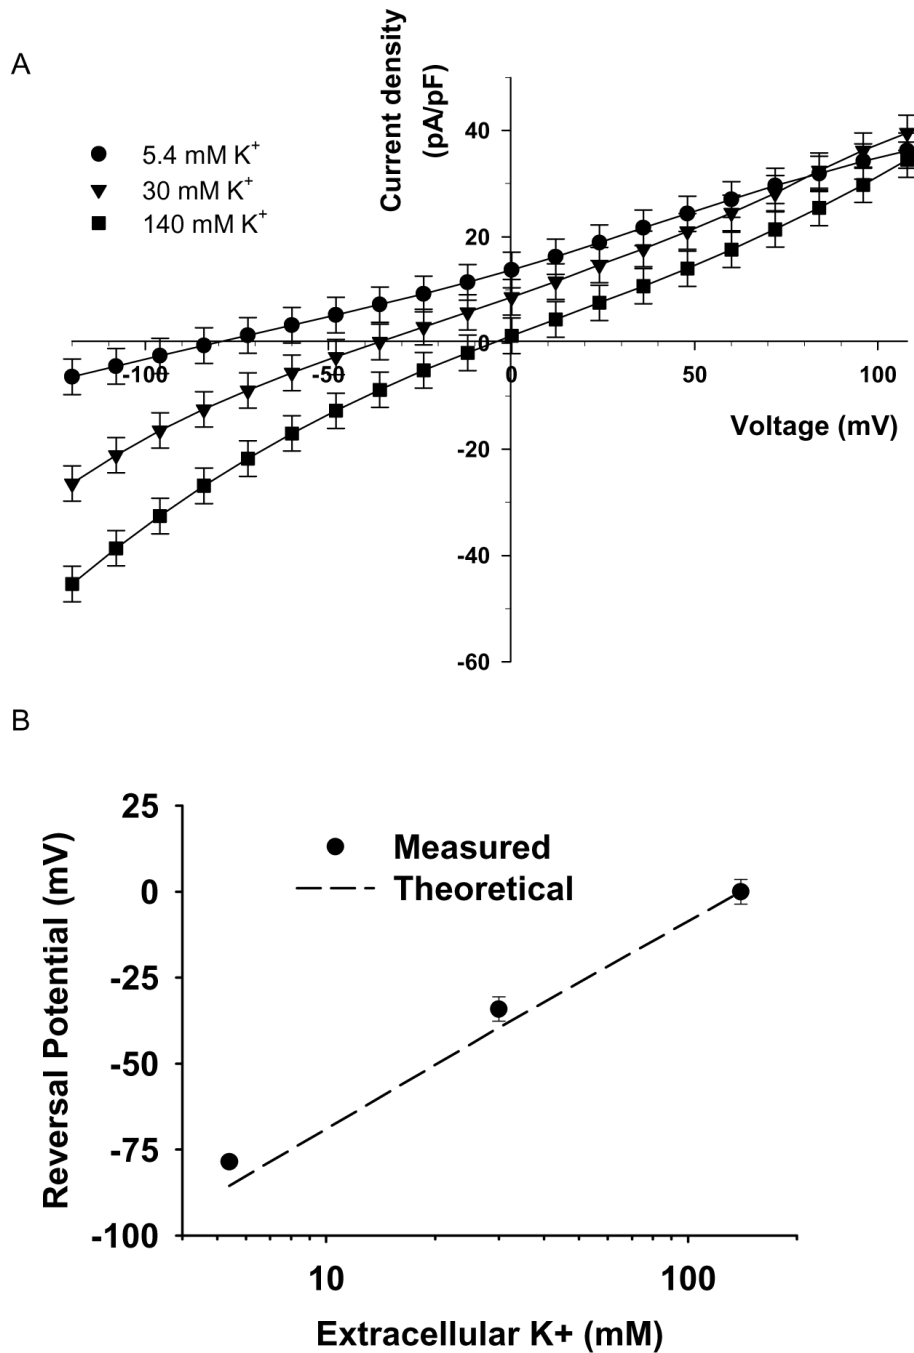 A
Current density
(pA/pF)
5.4 mM K⁺
30 mM K⁺
140 mM K⁺
40
20
0
-20
-40
-60
-100
-50
0
50
100
Voltage (mV)
B
Reversal Potential (mV)
25
0
-25
-50
-75
-100
Measured
Theoretical
10
100
Extracellular K+ (mM)